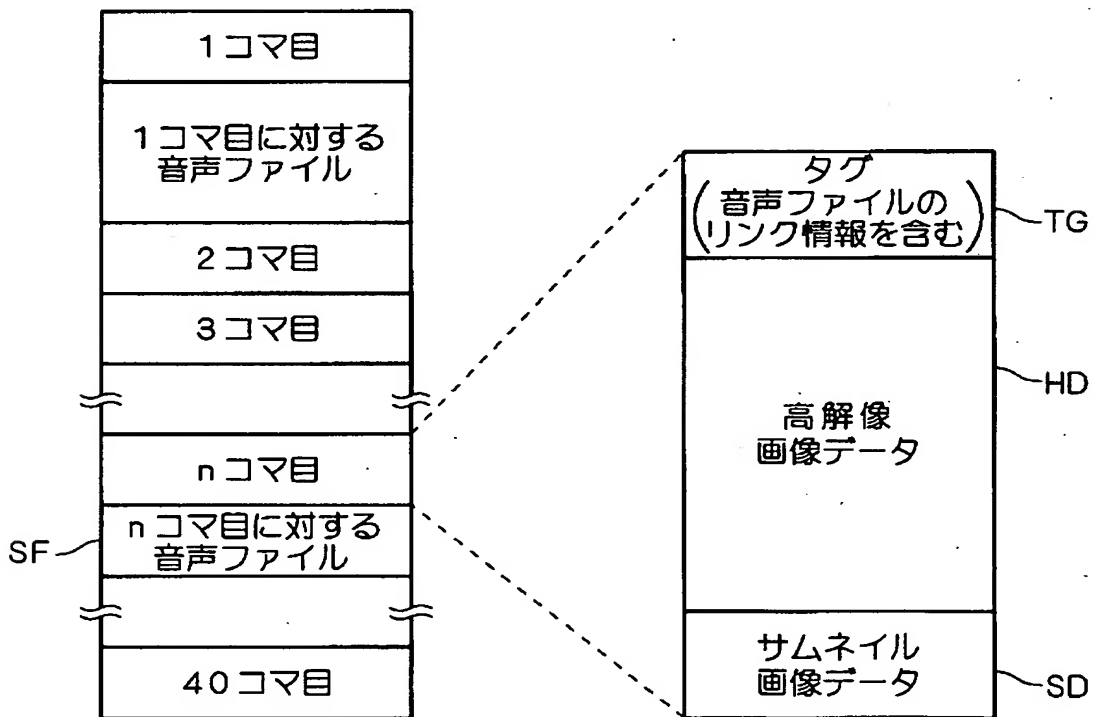 1コマ目
1コマ目に対する
音声ファイル
2コマ目
3コマ目
nコマ目
nコマ目に対する
音声ファイル
SF
40コマ目
タグ
(音声ファイルの
リンク情報を含む)
TG
高解像
画像データ
HD
サムネイル
画像データ
SD